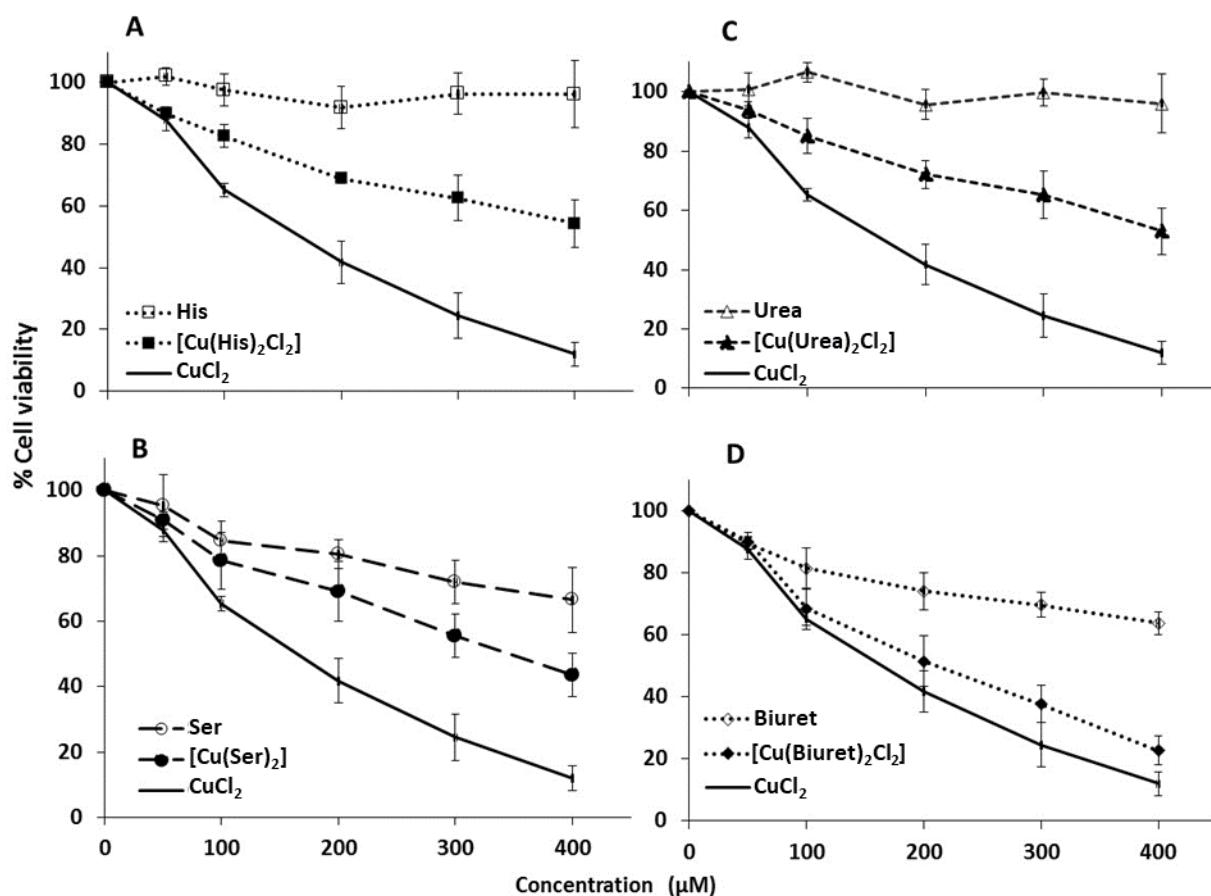 A
100
80
60
40
20
0
His
[Cu(His)₂Cl₂]
CuCl₂
C
100
80
60
40
20
0
Urea
[Cu(Urea)₂Cl₂]
CuCl₂
% Cell viability
B
100
80
60
40
20
0
Ser
[Cu(Ser)₂]
CuCl₂
0 100 200 300 400
D
100
80
60
40
20
0
Biuret
[Cu(Biuret)₂Cl₂]
CuCl₂
0 100 200 300 400
Concentration (µM)